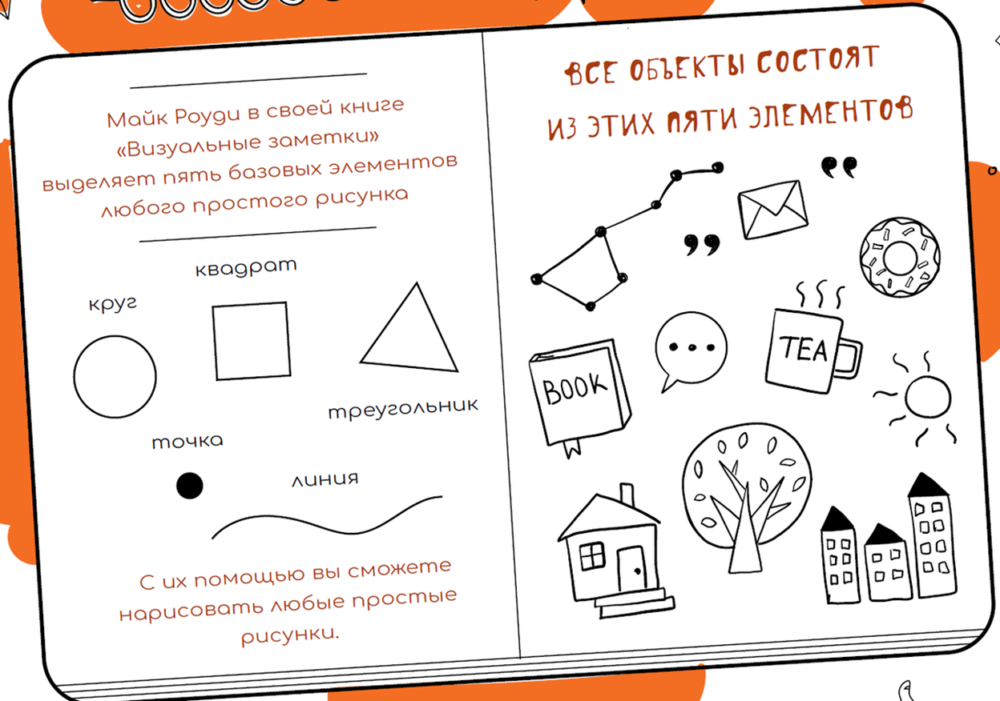 Майк Роуди в своей книге
«Визуальные заметки»
выделяет пять базовых элементов
любого простого рисунка
квадрат
круг
треугольник
точка
линия
С их помощью вы сможете
нарисовать любые простые
рисунки.
ВСЕ ОБЪЕКТЫ СОСТОЯТ
ИЗ ЭТИХ ПЯТИ ЭЛЕМЕНТОВ
TEA
BOOK